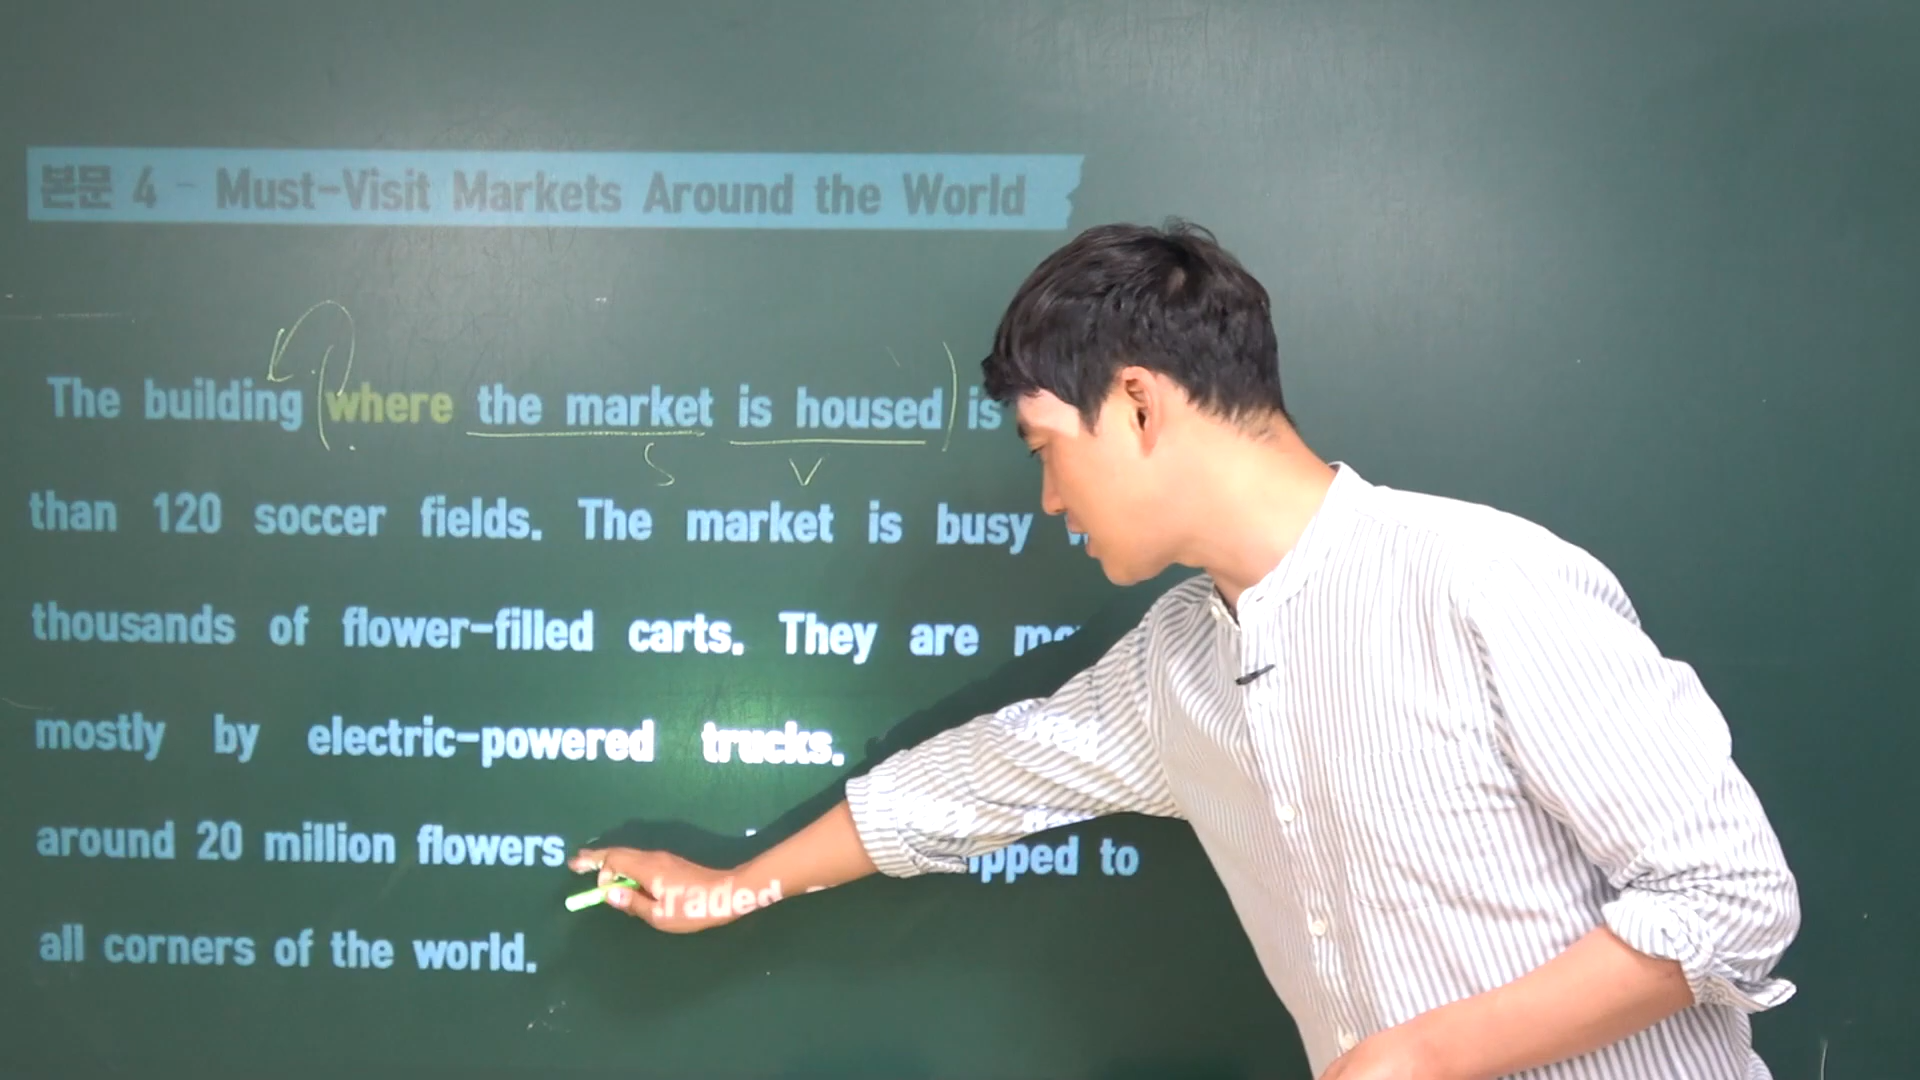 본문 4 - Must-Visit Markets Around the World
The building (where the market is housed) is
S V
than 120 soccer fields. The market is busy
thousands of flower-filled carts. They are
mostly by electric-powered trucks.
around 20 million flowers traded to
all corners of the world.